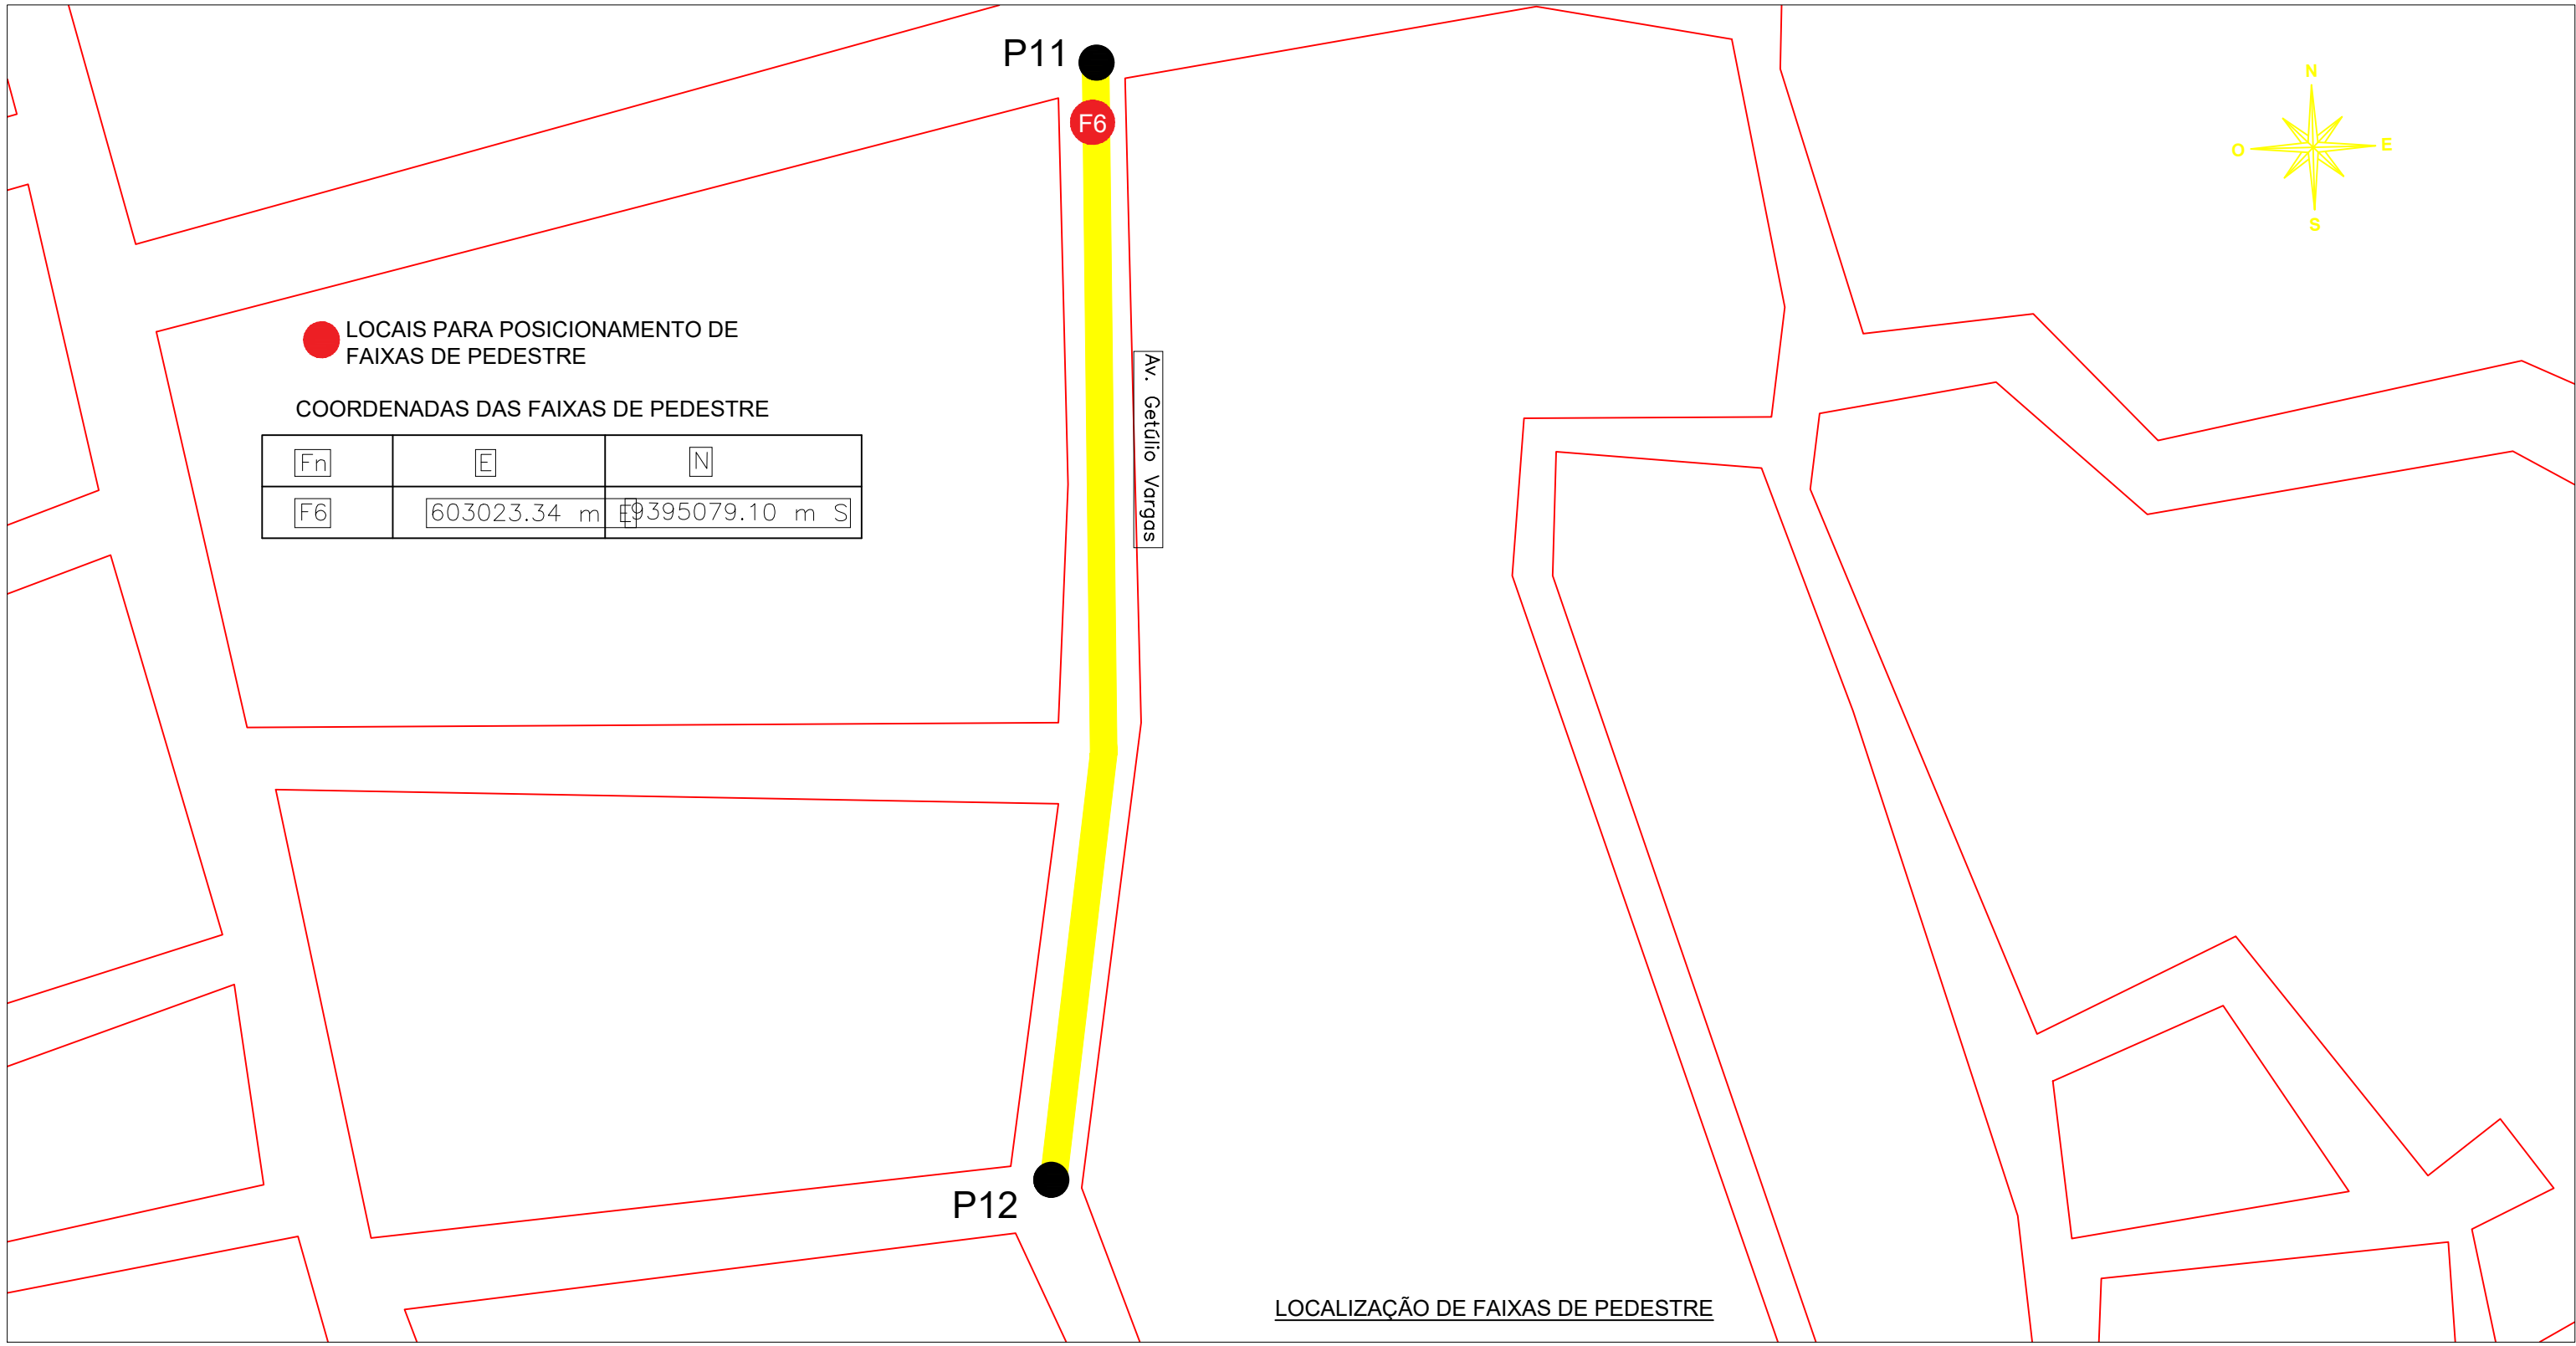 P11
F6
N
O
E
S
LOCAIS PARA POSICIONAMENTO DE
FAIXAS DE PEDESTRE
COORDENADAS DAS FAIXAS DE PEDESTRE
Fn E N
F6 603023.34 m E 9395079.10 m S
Av. Getúlio Vargas
P12
LOCALIZAÇÃO DE FAIXAS DE PEDESTRE